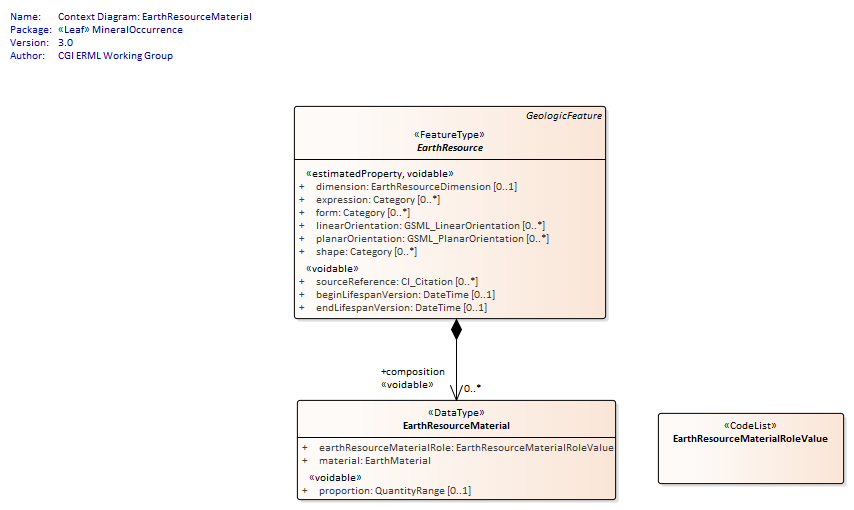 Name: Context Diagram: EarthResourceMaterial
Package: «Leaf» MineralOccurrence
Version: 3.0
Author: CGI ERML Working Group
GeologicFeature
«FeatureType»
EarthResource
«estimatedProperty, voidable»
+ dimension: EarthResourceDimension [0..1]
+ expression: Category [0..*]
+ form: Category [0..*]
+ linearOrientation: GSML_LinearOrientation [0..*]
+ planarOrientation: GSML_PlanarOrientation [0..*]
+ shape: Category [0..*]
«voidable»
+ sourceReference: CI_Citation [0..*]
+ beginLifespanVersion: DateTime [0..1]
+ endLifespanVersion: DateTime [0..1]
+composition
«voidable» 0..*
«DataType»
EarthResourceMaterial
+ earthResourceMaterialRole: EarthResourceMaterialRoleValue
+ material: EarthMaterial
«voidable»
+ proportion: QuantityRange [0..1]
«CodeList»
EarthResourceMaterialRoleValue